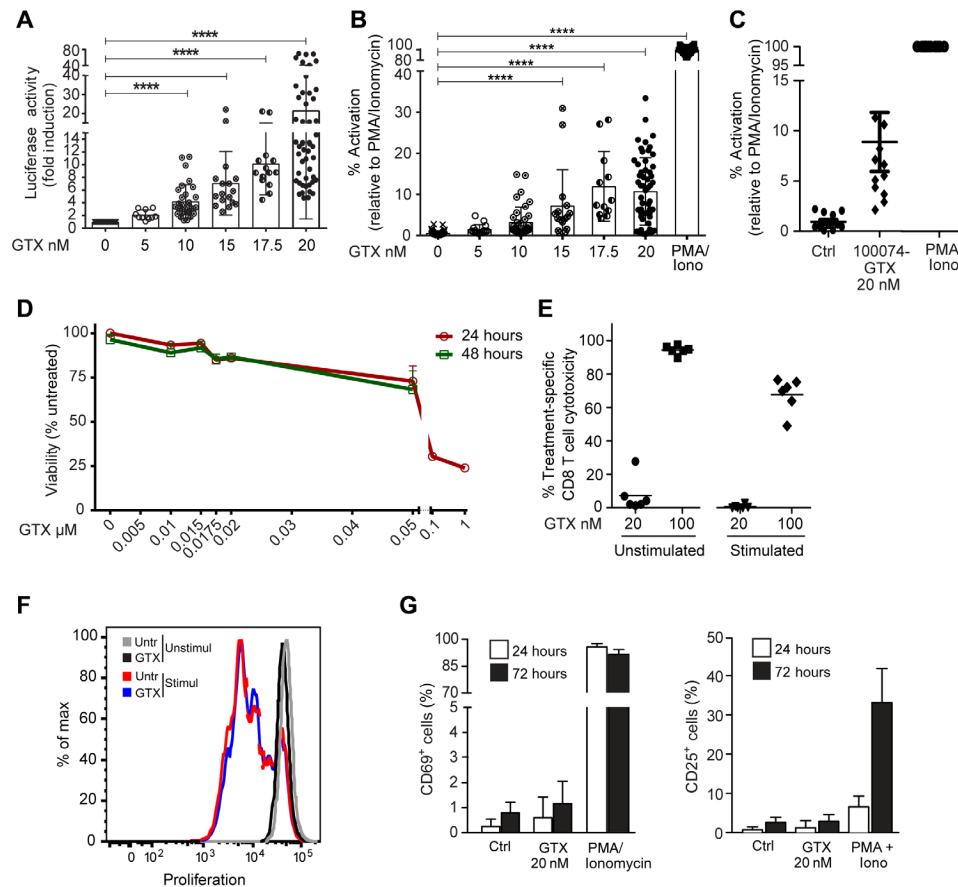 A
****
****
****
****
Luciferase activity
(fold induction)
80
70
60
50
40
30
20
10
14
12
10
8
6
4
2
0
GTX nM
0
5
10
15
17.5
20
B
****
****
****
****
% Activation
(relative to PMA/Ionomycin)
100
90
80
30
20
10
0
GTX nM
0
5
10
15
17.5
20
PMA/
Iono
C
% Activation
(relative to PMA/Ionomycin)
100
95
15
10
5
0
Ctrl
100074-
GTX
20 nM
PMA/
Iono
D
24 hours
48 hours
Viability (% untreated)
100
75
50
25
0
GTX µM
0
0.005
0.01
0.015
0.0175
0.02
0.03
0.04
0.05
0.1
1
E
% Treatment-specific
CD8 T cell cytotoxicity
100
80
60
40
20
0
GTX nM
20
100
20
100
Unstimulated
Stimulated
F
Untr
GTX
Unstimul
Untr
GTX
Stimul
% of max
100
80
60
40
20
0
0
10²
10³
10⁴
10⁵
Proliferation
G
24 hours
72 hours
CD69⁺ cells (%)
100
85
70
5
4
3
2
1
0
Ctrl
GTX
20 nM
PMA/
Ionomycin
24 hours
72 hours
CD25⁺ cells (%)
50
40
30
20
10
0
Ctrl
GTX
20 nM
PMA +
Iono